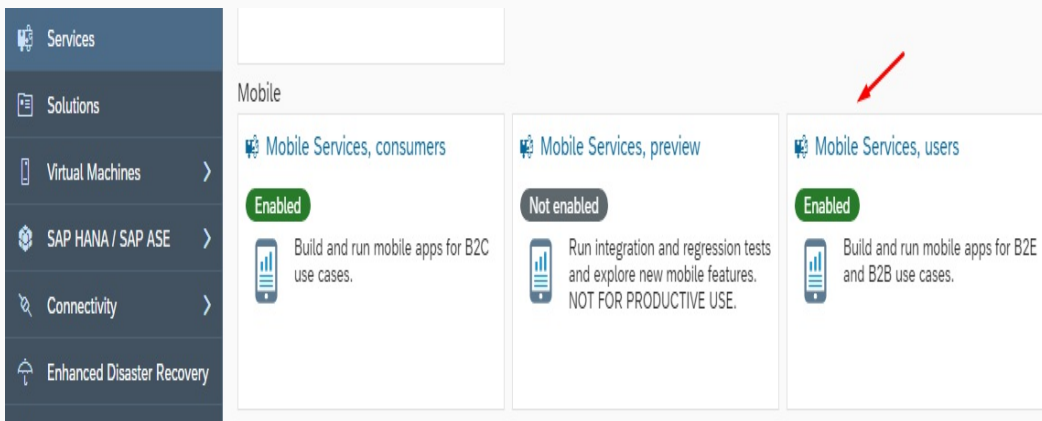 Services
Solutions
Virtual Machines
SAP HANA / SAP ASE
Connectivity
Enhanced Disaster Recovery
Mobile
Mobile Services, consumers
Enabled
Build and run mobile apps for B2C
use cases.
Mobile Services, preview
Not enabled
Run integration and regression tests
and explore new mobile features.
NOT FOR PRODUCTIVE USE.
Mobile Services, users
Enabled
Build and run mobile apps for B2E
and B2B use cases.